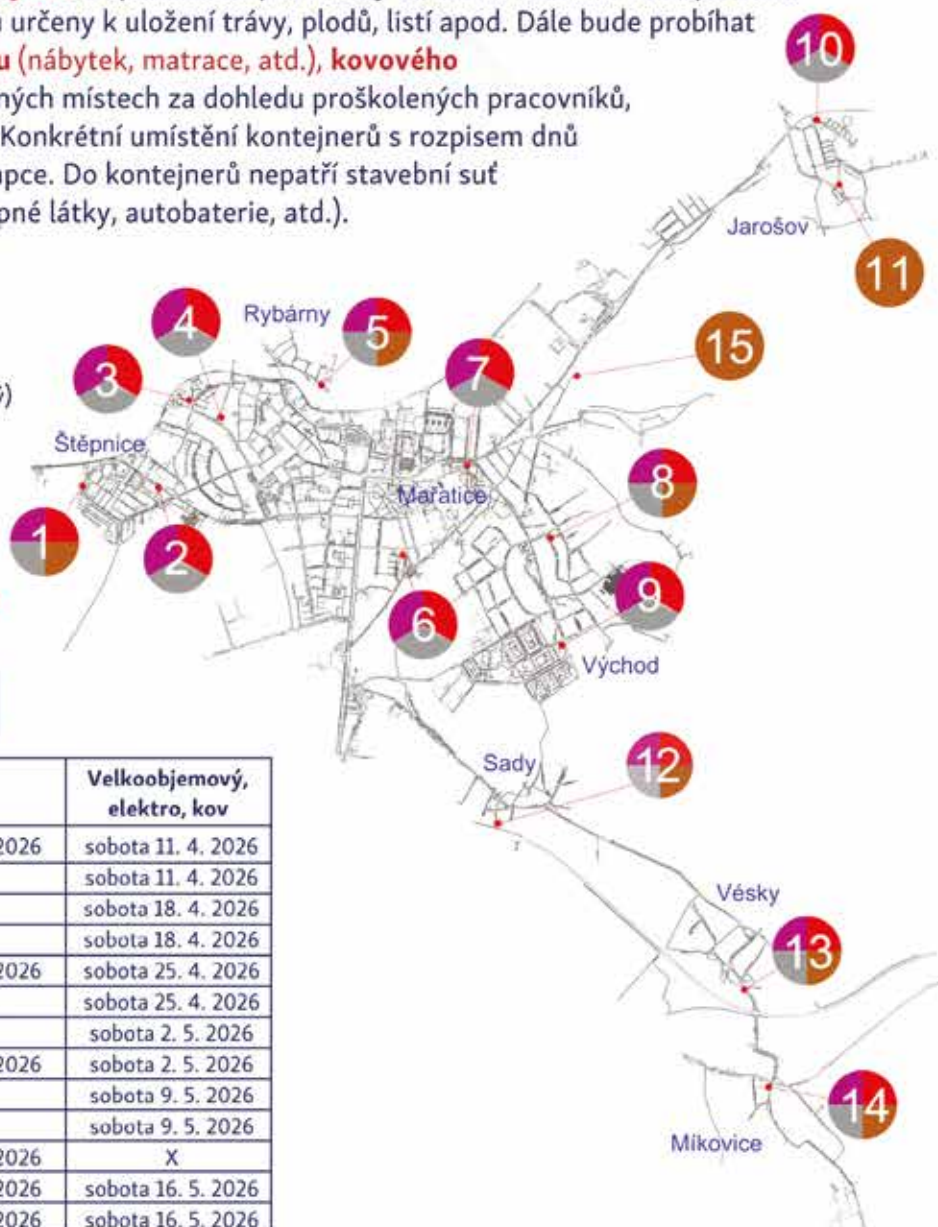 určeny k uložení trávy, plodů, listí apod. Dále bude probíhat
(nábytek, matrace, atd.), kovového
ných místech za dohledu proškolených pracovníků,
Konkrétní umístění kontejnerů s rozpisem dnů
apce. Do kontejnerů nepatří stavební suť
pné látky, autobaterie, atd.).
10
Jarošov
11
4
Rybárny
5
15
3
7
Štěpnice
Mařatice
8
1
2
9
6
Východ
Sady
12
Vésky
13
14
Míkovice
Velkoobjemový,
elektro, kov
2026 sobota 11. 4. 2026
sobota 11. 4. 2026
sobota 18. 4. 2026
sobota 18. 4. 2026
2026 sobota 25. 4. 2026
sobota 25. 4. 2026
sobota 2. 5. 2026
2026 sobota 2. 5. 2026
sobota 9. 5. 2026
sobota 9. 5. 2026
2026 X
2026 sobota 16. 5. 2026
2026 sobota 16. 5. 2026